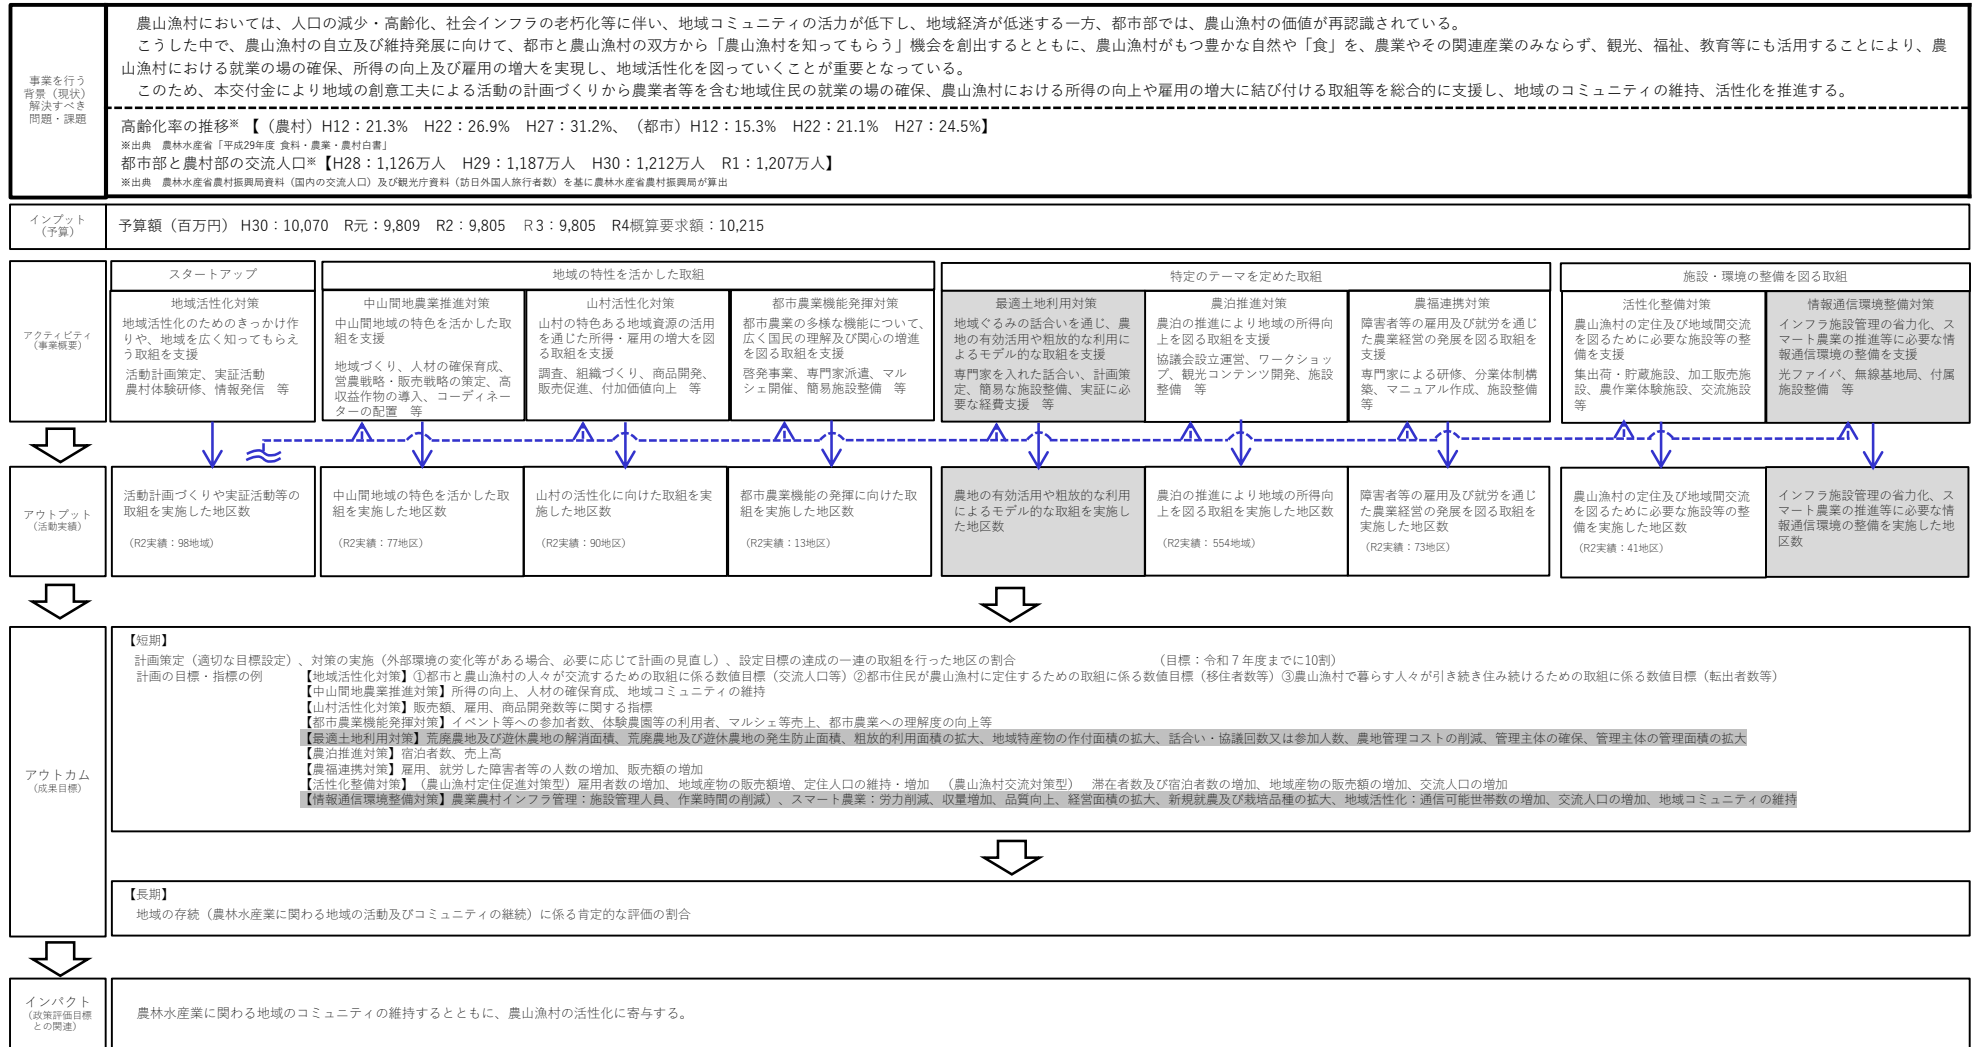 事業を行う
背景（現状）
解決すべき
問題・課題
農山漁村においては、人口の減少・高齢化、社会インフラの老朽化等に伴い、地域コミュニティの活力が低下し、地域経済が低迷する一方、都市部では、農山漁村の価値が再認識されている。
こうした中で、農山漁村の自立及び維持発展に向けて、都市と農山漁村の双方から「農山漁村を知ってもらう」機会を創出するとともに、農山漁村がもつ豊かな自然や「食」を、農業やその関連産業のみならず、観光、福祉、教育等にも活用することにより、農
山漁村における就業の場の確保、所得の向上及び雇用の増大を実現し、地域活性化を図っていくことが重要となっている。
このため、本交付金により地域の創意工夫による活動の計画づくりから農業者等を含む地域住民の就業の場の確保、農山漁村における所得の向上や雇用の増大に結び付ける取組等を総合的に支援し、地域のコミュニティの維持、活性化を推進する。
高齢化率の推移※ 【（農村）H12：21.3% H22：26.9% H27：31.2%、（都市）H12：15.3% H22：21.1% H27：24.5%】
※出典 農林水産省「平成29年度 食料・農業・農村白書」
都市部と農村部の交流人口※【H28：1,126万人 H29：1,187万人 H30：1,212万人 R1：1,207万人】
※出典 農林水産省農村振興局資料（国内の交流人口）及び観光庁資料（訪日外国人旅行者数）を基に農林水産省農村振興局が算出
インプット
（予算）
予算額（百万円） H30：10,070 R元：9,809 R2：9,805 R３：9,805 R4概算要求額：10,215
アクティビティ
（事業概要）
スタートアップ
地域活性化対策
地域活性化のためのきっかけ作
りや、地域を広く知ってもらえ
う取組を支援
活動計画策定、実証活動
農村体験研修、情報発信 等
地域の特性を活かした取組
中山間地農業推進対策
中山間地域の特色を活かした取
組を支援
地域づくり、人材の確保育成、
営農戦略・販売戦略の策定、高
収益作物の導入、コーディネー
ターの配置 等
山村活性化対策
山村の特色ある地域資源の活用
を通じた所得・雇用の増大を図
る取組を支援
調査、組織づくり、商品開発、
販売促進、付加価値向上 等
都市農業機能発揮対策
都市農業の多様な機能について、
広く国民の理解及び関心の増進
を図る取組を支援
啓発事業、専門家派遣、マル
シェ開催、簡易施設整備 等
特定のテーマを定めた取組
最適土地利用対策
地域ぐるみの話合いを通じ、農
地の有効活用や粗放的な利用に
よるモデル的な取組を支援
専門家を入れた話合い、計画策
定、簡易な施設整備、実証に必
要な経費支援 等
農泊推進対策
農泊の推進により地域の所得向
上を図る取組を支援
協議会設立運営、ワークショッ
プ、観光コンテンツ開発、施設
整備 等
農福連携対策
障害者等の雇用及び就労を通じ
た農業経営の発展を図る取組を
支援
専門家による研修、分業体制構
築、マニュアル作成、施設整備
等
施設・環境の整備を図る取組
活性化整備対策
農山漁村の定住及び地域間交流
を図るために必要な施設等の整
備を支援
集出荷・貯蔵施設、加工販売施
設、農作業体験施設、交流施設
等
情報通信環境整備対策
インフラ施設管理の省力化、ス
マート農業の推進等に必要な情
報通信環境の整備を支援
光ファイバ、無線基地局、付属
施設整備 等
アウトプット
（活動実績）
活動計画づくりや実証活動等の
取組を実施した地区数
（R2実績：98地域）
中山間地域の特色を活かした取
組を実施した地区数
（R2実績：77地区）
山村の活性化に向けた取組を実
施した地区数
（R2実績：90地区）
都市農業機能の発揮に向けた取
組を実施した地区数
（R2実績：13地区）
農地の有効活用や粗放的な利用
によるモデル的な取組を実施し
た地区数
農泊の推進により地域の所得向
上を図る取組を実施した地区数
（R2実績：554地域）
障害者等の雇用及び就労を通じ
た農業経営の発展を図る取組を
実施した地区数
（R2実績：73地区）
農山漁村の定住及び地域間交流
を図るために必要な施設等の整
備を実施した地区数
（R2実績：41地区）
インフラ施設管理の省力化、ス
マート農業の推進等に必要な情
報通信環境の整備を実施した地
区数
アウトカム
（成果目標）
【短期】
計画策定（適切な目標設定）、対策の実施（外部環境の変化等がある場合、必要に応じて計画の見直し）、設定目標の達成の一連の取組を行った地区の割合 （目標：令和７年度までに10割）
計画の目標・指標の例 【地域活性化対策】①都市と農山漁村の人々が交流するための取組に係る数値目標（交流人口等）②都市住民が農山漁村に定住するための取組に係る数値目標（移住者数等）③農山漁村で暮らす人々が引き続き住み続けるための取組に係る数値目標（転出者数等）
【中山間地農業推進対策】所得の向上、人材の確保育成、地域コミュニティの維持
【山村活性化対策】販売額、雇用、商品開発数等に関する指標
【都市農業機能発揮対策】イベント等への参加者数、体験農園等の利用者、マルシェ等売上、都市農業への理解度の向上等
【最適土地利用対策】荒廃農地及び遊休農地の解消面積、荒廃農地及び遊休農地の発生防止面積、粗放的利用面積の拡大、地域特産物の作付面積の拡大、話合い・協議回数又は参加人数、農地管理コストの削減、管理主体の確保、管理主体の管理面積の拡大
【農泊推進対策】宿泊者数、売上高
【農福連携対策】雇用、就労した障害者等の人数の増加、販売額の増加
【活性化整備対策】（農山漁村定住促進対策型）雇用者数の増加、地域産物の販売額増、定住人口の維持・増加 （農山漁村交流対策型） 滞在者数及び宿泊者数の増加、地域産物の販売額の増加、交流人口の増加
【情報通信環境整備対策】農業農村インフラ管理：施設管理人員、作業時間の削減）、スマート農業：労力削減、収量増加、品質向上、経営面積の拡大、新規就農及び栽培品種の拡大、地域活性化：通信可能世帯数の増加、交流人口の増加、地域コミュニティの維持
【長期】
地域の存続（農林水産業に関わる地域の活動及びコミュニティの継続）に係る肯定的な評価の割合
インパクト
（政策評価目標
との関連）
農林水産業に関わる地域のコミュニティの維持するとともに、農山漁村の活性化に寄与する。